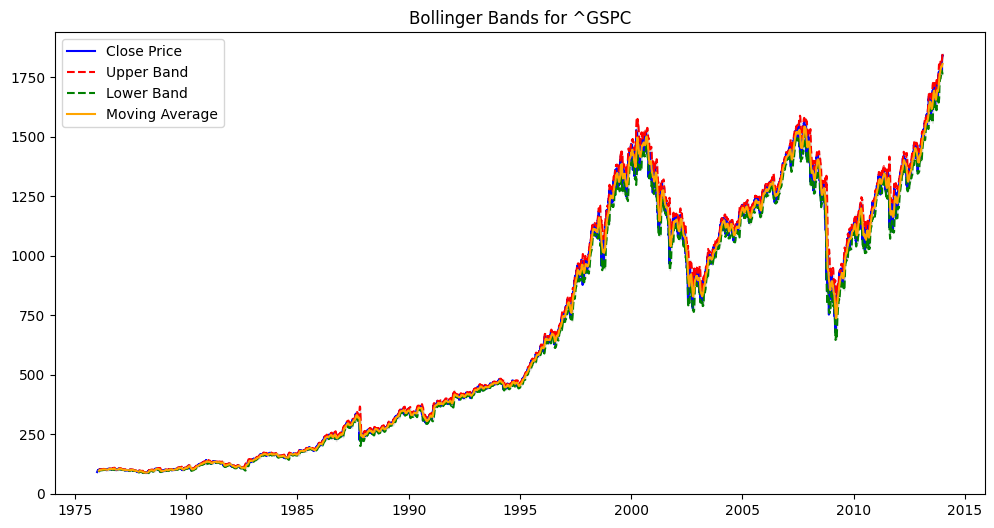 Bollinger Bands for ^GSPC
Close Price
Upper Band
Lower Band
Moving Average
1750
1500
1250
1000
750
500
250
0
1975 1980 1985 1990 1995 2000 2005 2010 2015